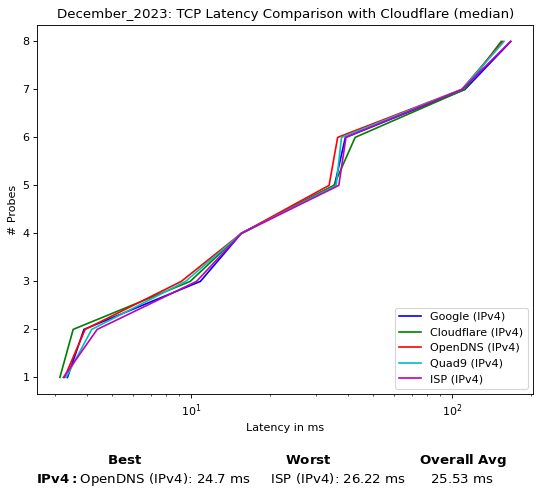 December_2023: TCP Latency Comparison with Cloudflare (median)
8
7
6
5
4
3
2
1
# Probes
Google (IPv4)
Cloudflare (IPv4)
OpenDNS (IPv4)
Quad9 (IPv4)
ISP (IPv4)
10¹ 10²
Latency in ms
Best Worst Overall Avg
IPv4: OpenDNS (IPv4): 24.7 ms ISP (IPv4): 26.22 ms 25.53 ms